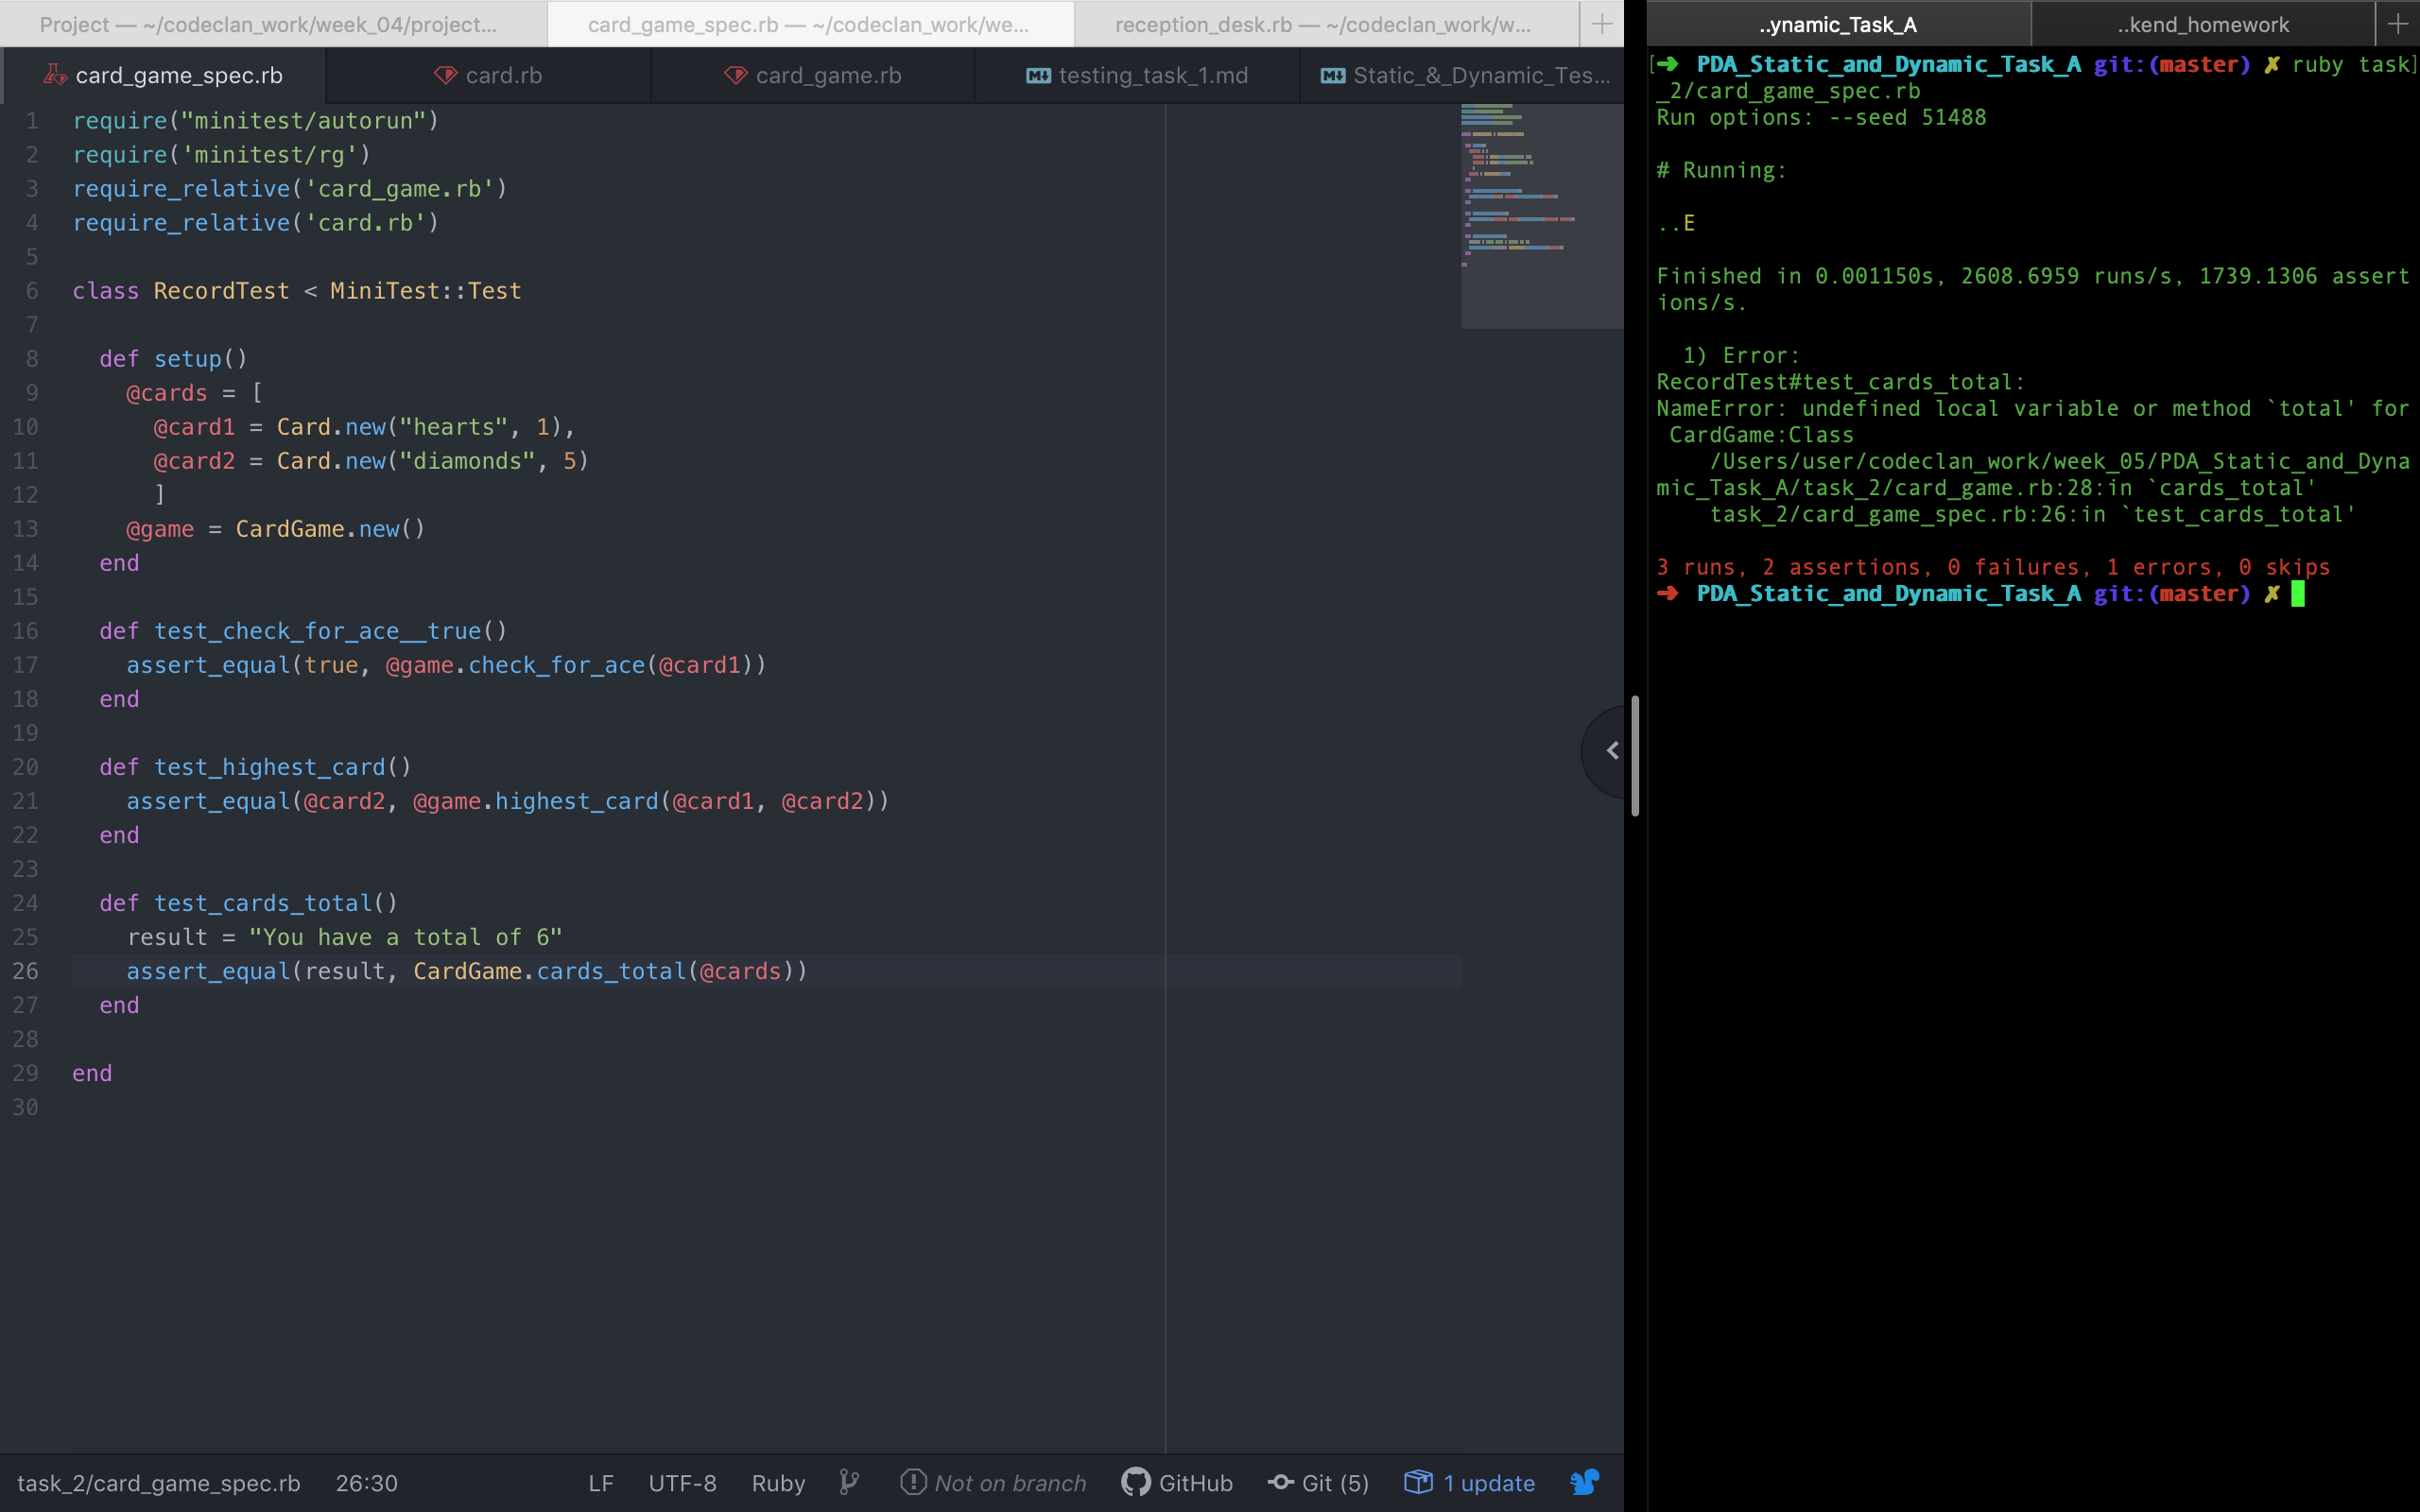 Project — ~/codeclan_work/week_04/project...
card_game_spec.rb — ~/codeclan_work/we...
reception_desk.rb — ~/codeclan_work/w...
card_game_spec.rb
card.rb
card_game.rb
testing_task_1.md
Static_&_Dynamic_Tes...
1 require("minitest/autorun")
2 require('minitest/rg')
3 require_relative('card_game.rb')
4 require_relative('card.rb')
5
6 class RecordTest < MiniTest::Test
7
8 def setup()
9 @cards = [
10 @card1 = Card.new("hearts", 1),
11 @card2 = Card.new("diamonds", 5)
12 ]
13 @game = CardGame.new()
14 end
15
16 def test_check_for_ace__true()
17 assert_equal(true, @game.check_for_ace(@card1))
18 end
19
20 def test_highest_card()
21 assert_equal(@card2, @game.highest_card(@card1, @card2))
22 end
23
24 def test_cards_total()
25 result = "You have a total of 6"
26 assert_equal(result, CardGame.cards_total(@cards))
27 end
28
29 end
30
task_2/card_game_spec.rb 26:30 LF UTF-8 Ruby Not on branch GitHub Git (5) 1 update
..ynamic_Task_A
..kend_homework
[➜ PDA_Static_and_Dynamic_Task_A git:(master) ✗ ruby task]
_2/card_game_spec.rb
Run options: --seed 51488
# Running:
..E
Finished in 0.001150s, 2608.6959 runs/s, 1739.1306 assert
ions/s.
1) Error:
RecordTest#test_cards_total:
NameError: undefined local variable or method `total' for
CardGame:Class
/Users/user/codeclan_work/week_05/PDA_Static_and_Dyna
mic_Task_A/task_2/card_game.rb:28:in `cards_total'
task_2/card_game_spec.rb:26:in `test_cards_total'
3 runs, 2 assertions, 0 failures, 1 errors, 0 skips
➜ PDA_Static_and_Dynamic_Task_A git:(master) ✗